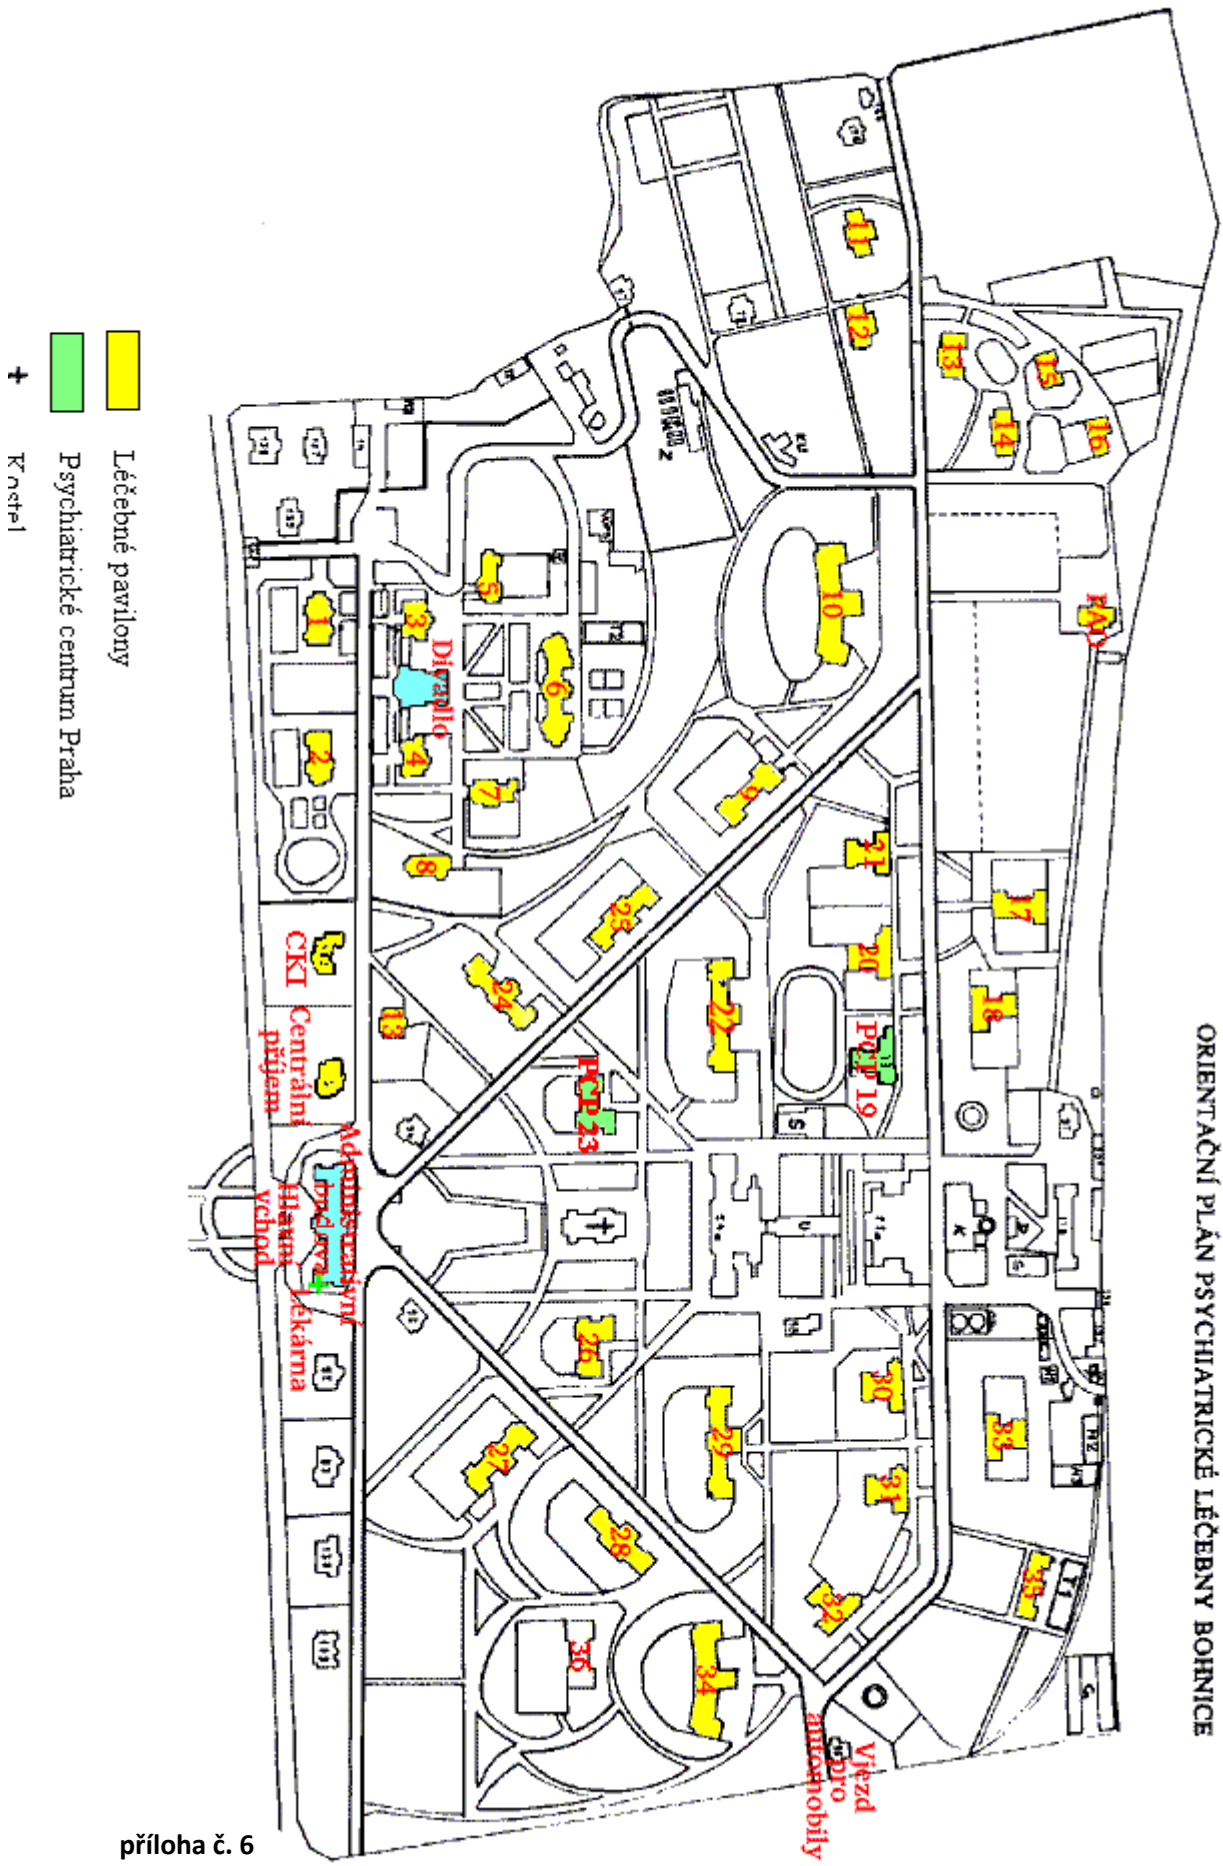 ORIENTAČNÍ PLÁN PSYCHIATRICKÉ LÉČEBNY BOHNICE
16
15
14
13
12
11
FAO
10
17
18
21
20
PCP 19
9
22
25
24
PCP 23
5
6
3
Divadlo
4
7
8
1
2
CKI
13
Centrální
příjem
Administrativní
budova
Hlavní
vchod
Lékárna
33
35
T1
30
31
32
29
26
27
28
34
36
Vjezd
pro
automobily
Z
S
U
K
G
Léčebné pavilony
Psychiatrické centrum Praha
+ Kostel
příloha č. 6